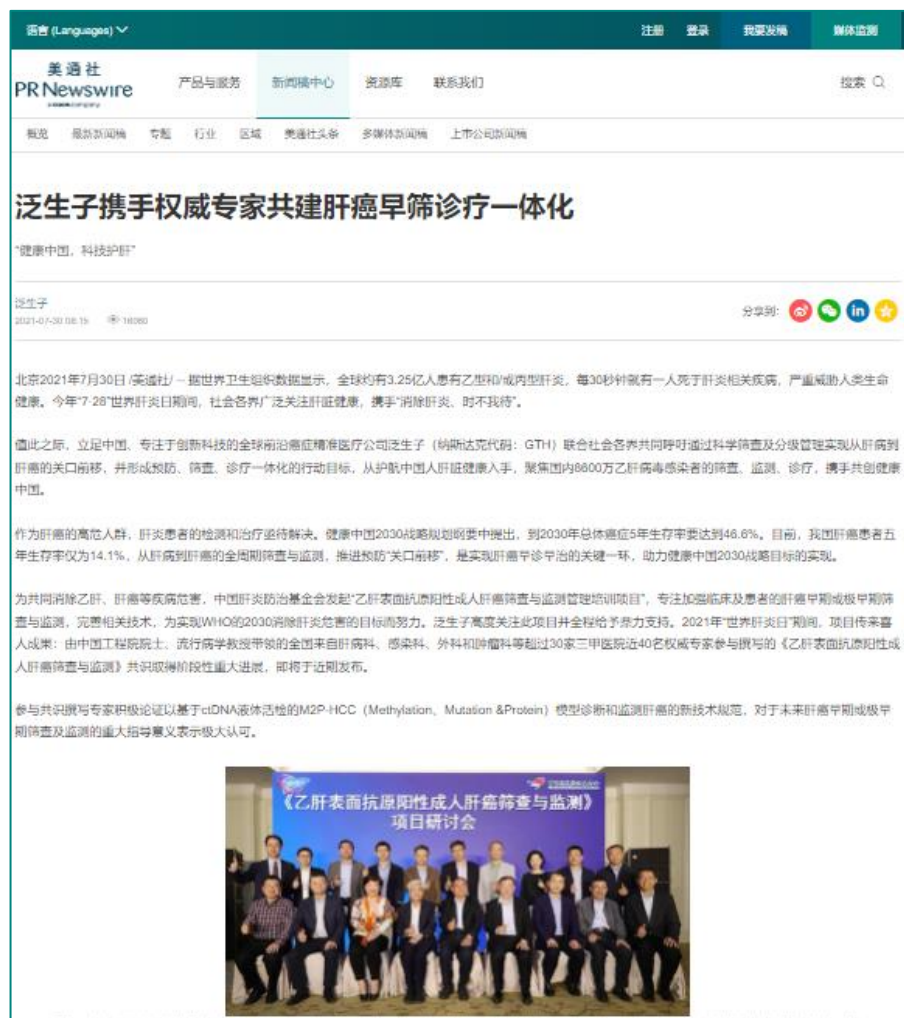 语言 (Languages)
注册 登录 我要发稿 媒体监测
美通社
PR Newswire
产品与服务 新闻稿中心 资源库 联系我们
搜索
概览 最新新闻稿 专题 行业 区域 美通社头条 多媒体新闻稿 上市公司新闻稿
泛生子携手权威专家共建肝癌早筛诊疗一体化
"健康中国，科技护肝"
泛生子
2021-07-30 08:15
分享到:
北京2021年7月30日 /美通社/ -- 据世界卫生组织数据显示，全球约有3.25亿人患有乙型和/或丙型肝炎，每30秒钟就有一人死于肝炎相关疾病，严重威胁人类生命
健康。今年"7·28"世界肝炎日期间，社会各界广泛关注肝脏健康，携手"消除肝炎、时不我待"。
值此之际，立足中国、专注于创新科技的全球前沿癌症精准医疗公司泛生子（纳斯达克代码：GTH）联合社会各界共同呼吁通过科学筛查及分级管理实现从肝病到
肝癌的关口前移，并形成预防、筛查、诊疗一体化的行动目标，从护航中国人肝脏健康入手，聚焦国内8600万乙肝病毒感染者的筛查、监测、诊疗，携手共创健康
中国。
作为肝癌的高危人群，肝炎患者的检测和治疗亟待解决。健康中国2030战略规划纲要中提出，到2030年总体癌症5年生存率要达到46.6%。目前，我国肝癌患者五
年生存率仅为14.1%，从肝病到肝癌的全周期筛查与监测，推进预防"关口前移"，是实现肝癌早诊早治的关键一环，助力健康中国2030战略目标的实现。
为共同消除乙肝、肝癌等疾病危害，中国肝炎防治基金会发起"乙肝表面抗原阳性成人肝癌筛查与监测管理培训项目"，专注加强临床及患者的肝癌早期或极早期筛
查与监测，完善相关技术，为实现WHO的2030消除肝炎危害的目标而努力。泛生子高度关注此项目并全程给予鼎力支持。2021年"世界肝炎日"期间，项目传来喜
人成果：由中国工程院院士、流行病学教授带领的全国来自肝病科、感染科、外科和肿瘤科等超过30家三甲医院近40名权威专家参与撰写的《乙肝表面抗原阳性成
人肝癌筛查与监测》共识取得阶段性重大进展，即将于近期发布。
参与共识撰写专家积极论证以基于ctDNA液体活检的M2P-HCC（Methylation、Mutation &Protein）模型诊断和监测肝癌的新技术规范，对于未来肝癌早期或极早
期筛查及监测的重大指导意义表示极大认可。
《乙肝表面抗原阳性成人肝癌筛查与监测》
项目研讨会